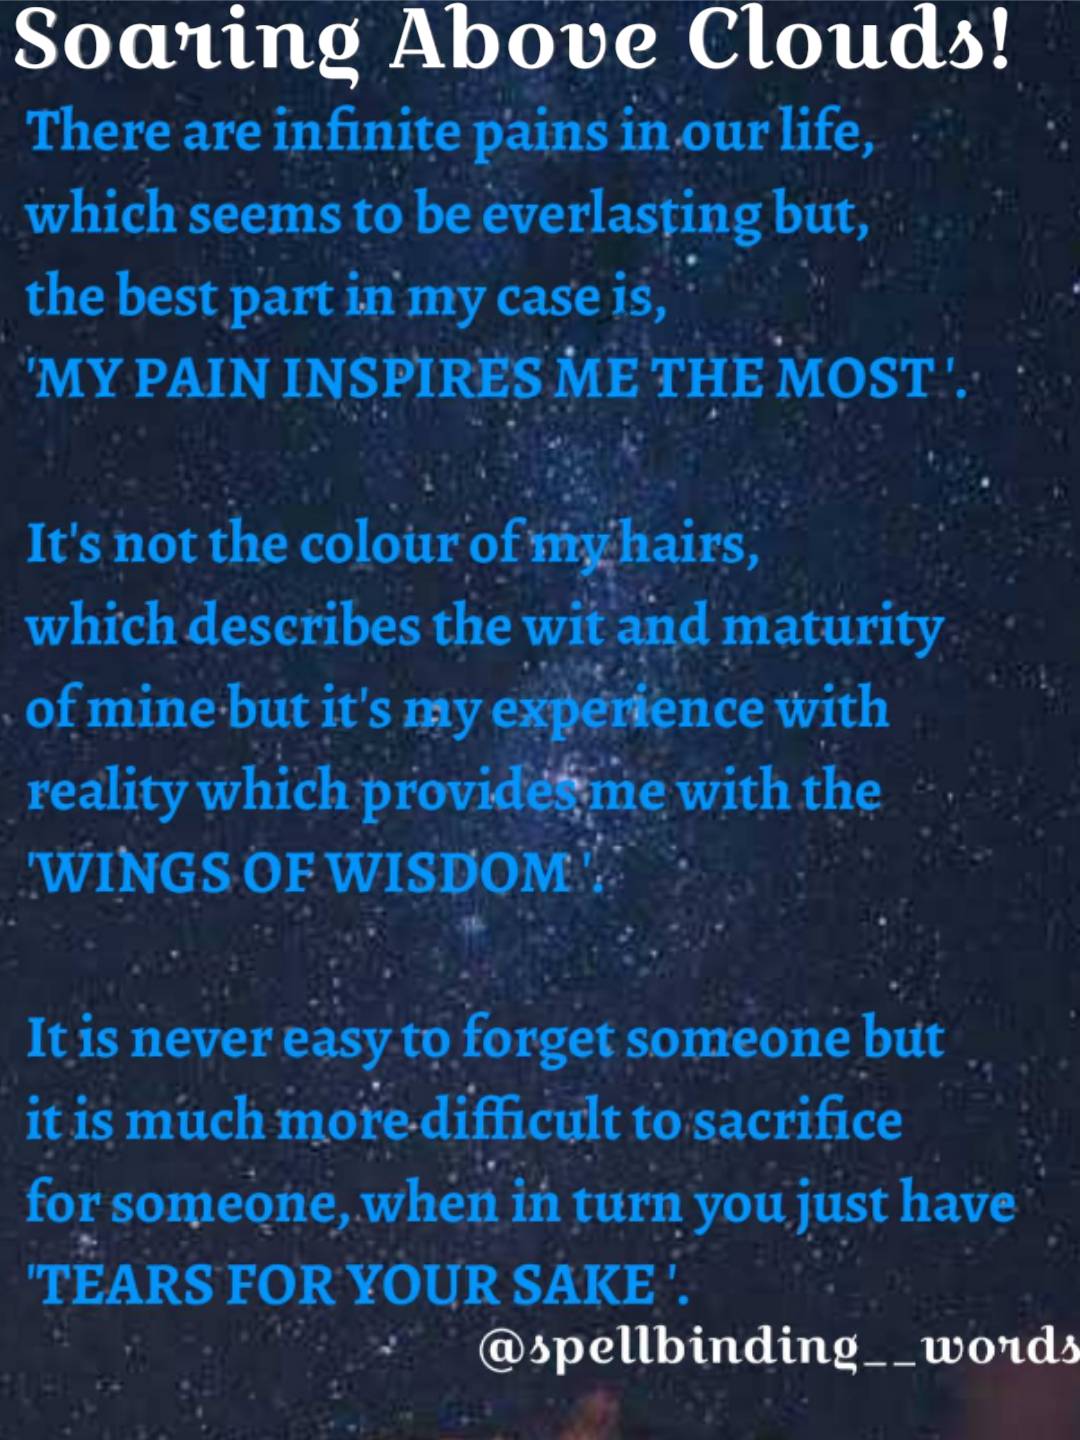 Soaring Above Clouds!
There are infinite pains in our life,
which seems to be everlasting but,
the best part in my case is,
'MY PAIN INSPIRES ME THE MOST '.
It's not the colour of my hairs,
which describes the wit and maturity
of mine but it's my experience with
reality which provides me with the
'WINGS OF WISDOM '.
It is never easy to forget someone but
it is much more difficult to sacrifice
for someone, when in turn you just have
'TEARS FOR YOUR SAKE '.
@spellbinding__words